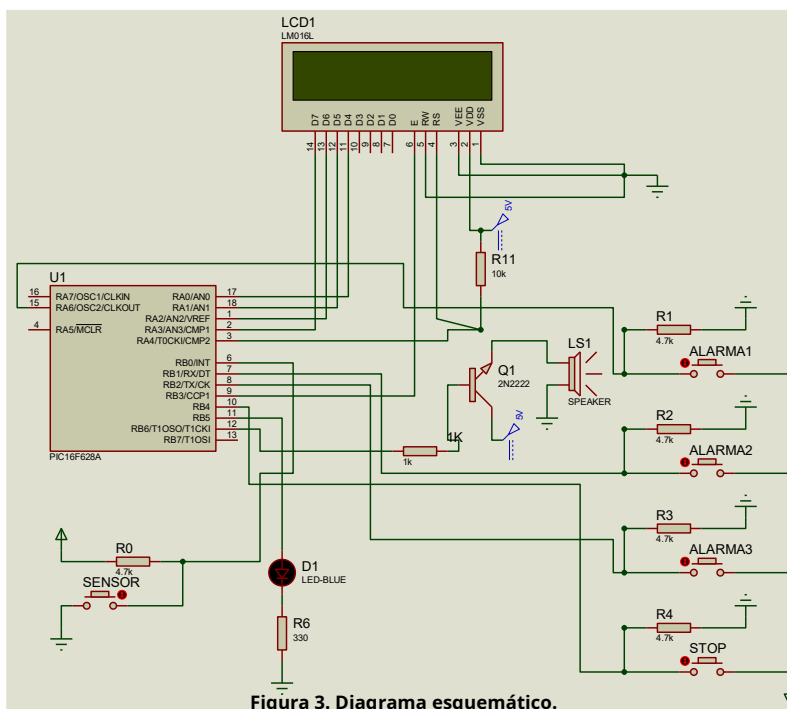 LCD1
LM016L
D7 D6 D5 D4 D3 D2 D1 D0 E RW RS VEE VDD VSS
14 13 12 11 10 9 8 7 6 5 4 3 2 1
5V
R11
10k
U1
16 RA7/OSC1/CLKIN RA0/AN0 17
15 RA6/OSC2/CLKOUT RA1/AN1 18
RA2/AN2/VREF 1
4 RA5/MCLR RA3/AN3/CMP1 2
RA4/T0CKI/CMP2 3
RB0/INT 6
RB1/RX/DT 7
RB2/TX/CK 8
RB3/CCP1 9
RB4 10
RB5 11
RB6/T1OSO/T1CKI 12
RB7/T1OSI 13
PIC16F628A
Q1
2N2222
LS1
SPEAKER
5V
1K
1k
R1
4.7k
ALARMA1
R2
4.7k
ALARMA2
R3
4.7k
ALARMA3
R4
4.7k
STOP
R0
4.7k
SENSOR
D1
LED-BLUE
R6
330
Figura 3. Diagrama esquemático.